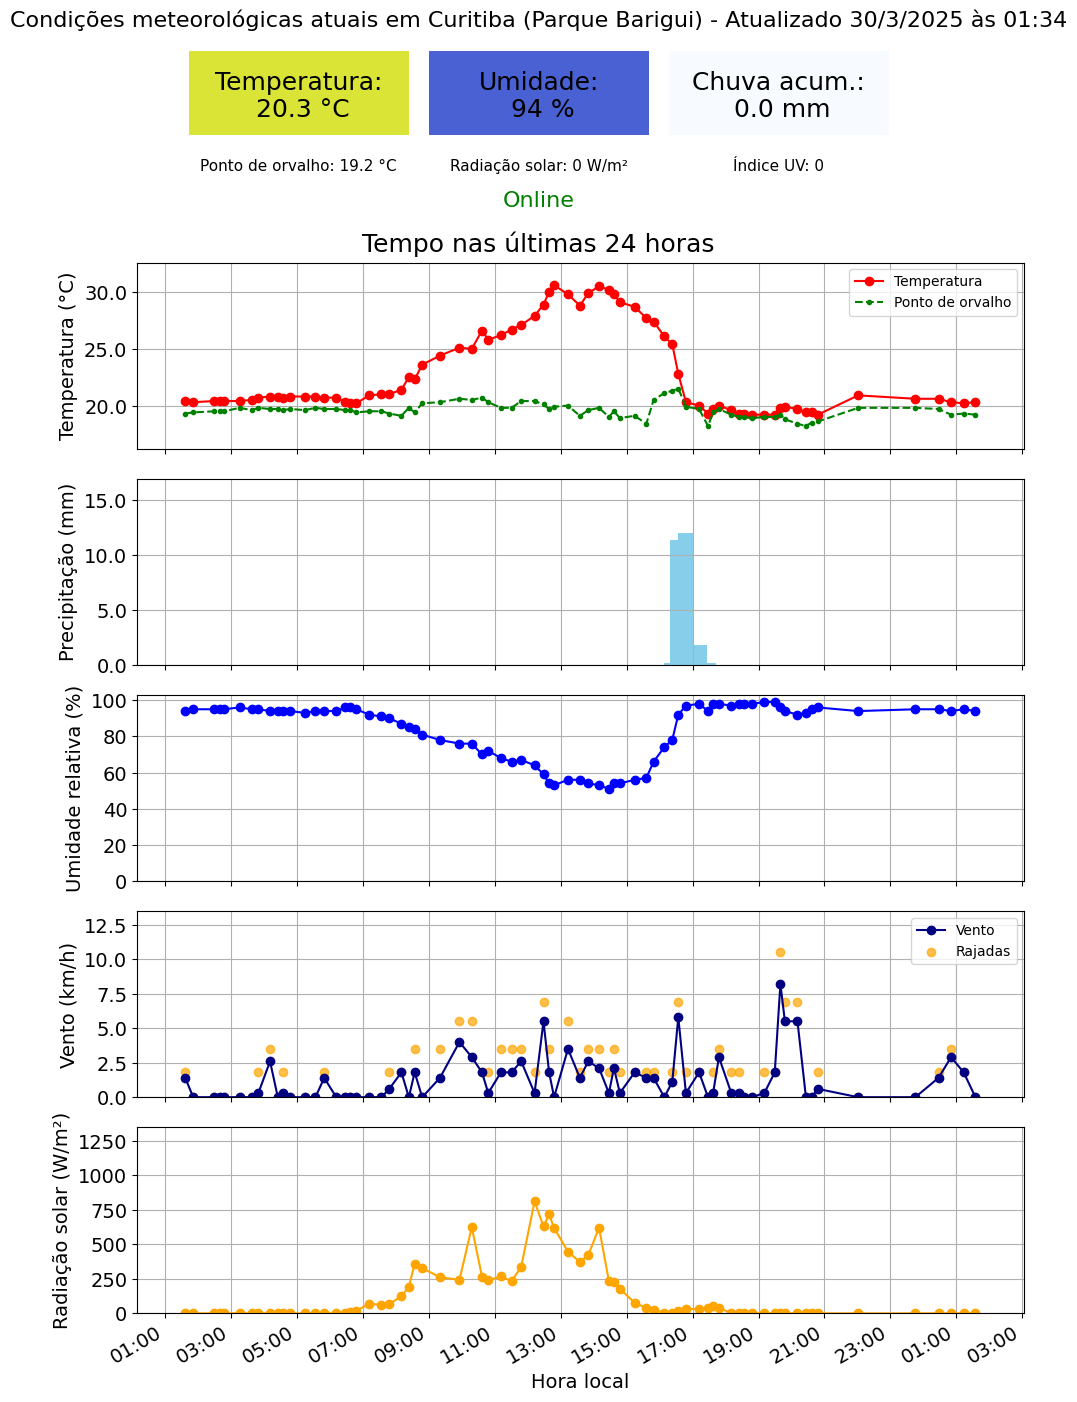 Condições meteorológicas atuais em Curitiba (Parque Barigui) - Atualizado 30/3/2025 às 01:34
Temperatura:
20.3 °C
Umidade:
94 %
Chuva acum.:
0.0 mm
Ponto de orvalho: 19.2 °C
Radiação solar: 0 W/m²
Índice UV: 0
Online
Tempo nas últimas 24 horas
Temperatura (°C)
30.0
25.0
20.0
Temperatura
Ponto de orvalho
Precipitação (mm)
15.0
10.0
5.0
0.0
Umidade relativa (%)
100
80
60
40
20
0
Vento (km/h)
12.5
10.0
7.5
5.0
2.5
0.0
Vento
Rajadas
Radiação solar (W/m²)
1250
1000
750
500
250
0
01:00
03:00
05:00
07:00
09:00
11:00
13:00
15:00
17:00
19:00
21:00
23:00
01:00
03:00
Hora local